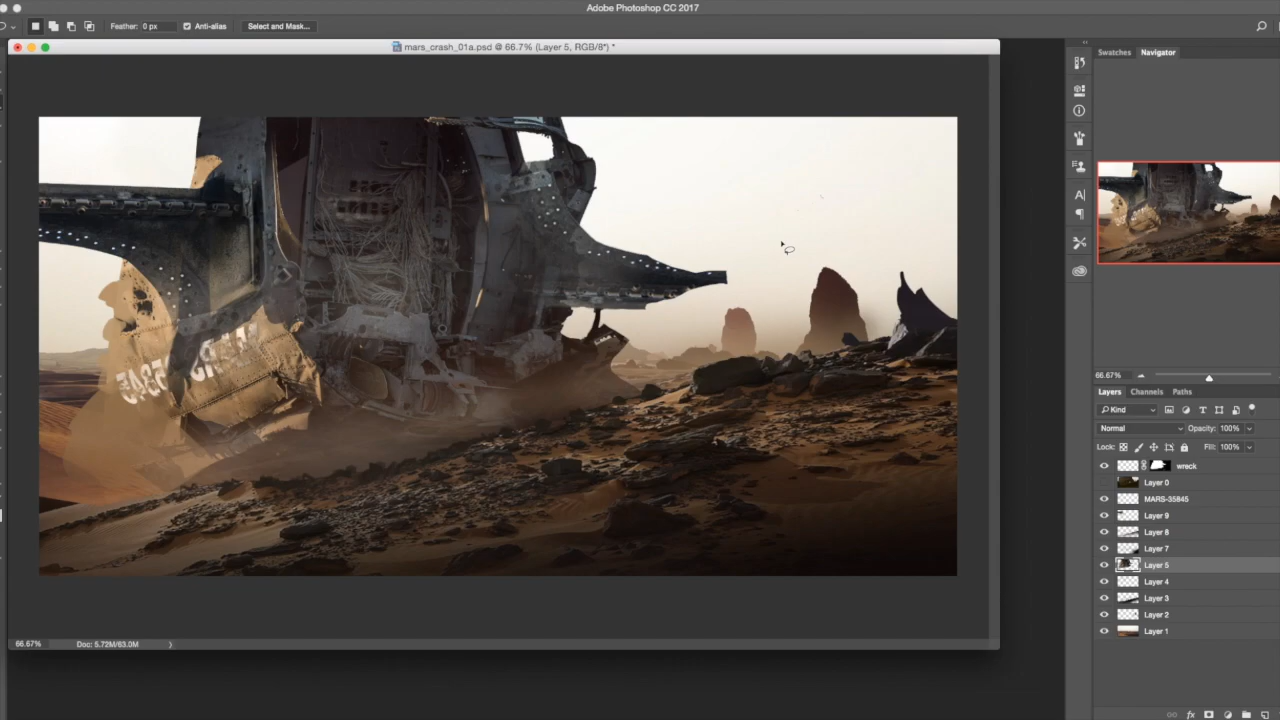 Adobe Photoshop CC 2017
Feather: 0 px
Anti-alias
Select and Mask...
mars_crash_01a.psd @ 66.7% (Layer 5, RGB/8*) *
Swatches Navigator
66.67%
Layers Channels Paths
Kind
Normal Opacity: 100%
Lock: Fill: 100%
wreck
Layer 0
MARS-35845
Layer 9
Layer 8
Layer 7
Layer 5
Layer 4
Layer 3
Layer 2
Layer 1
66.67% Doc: 5.72M/63.0M